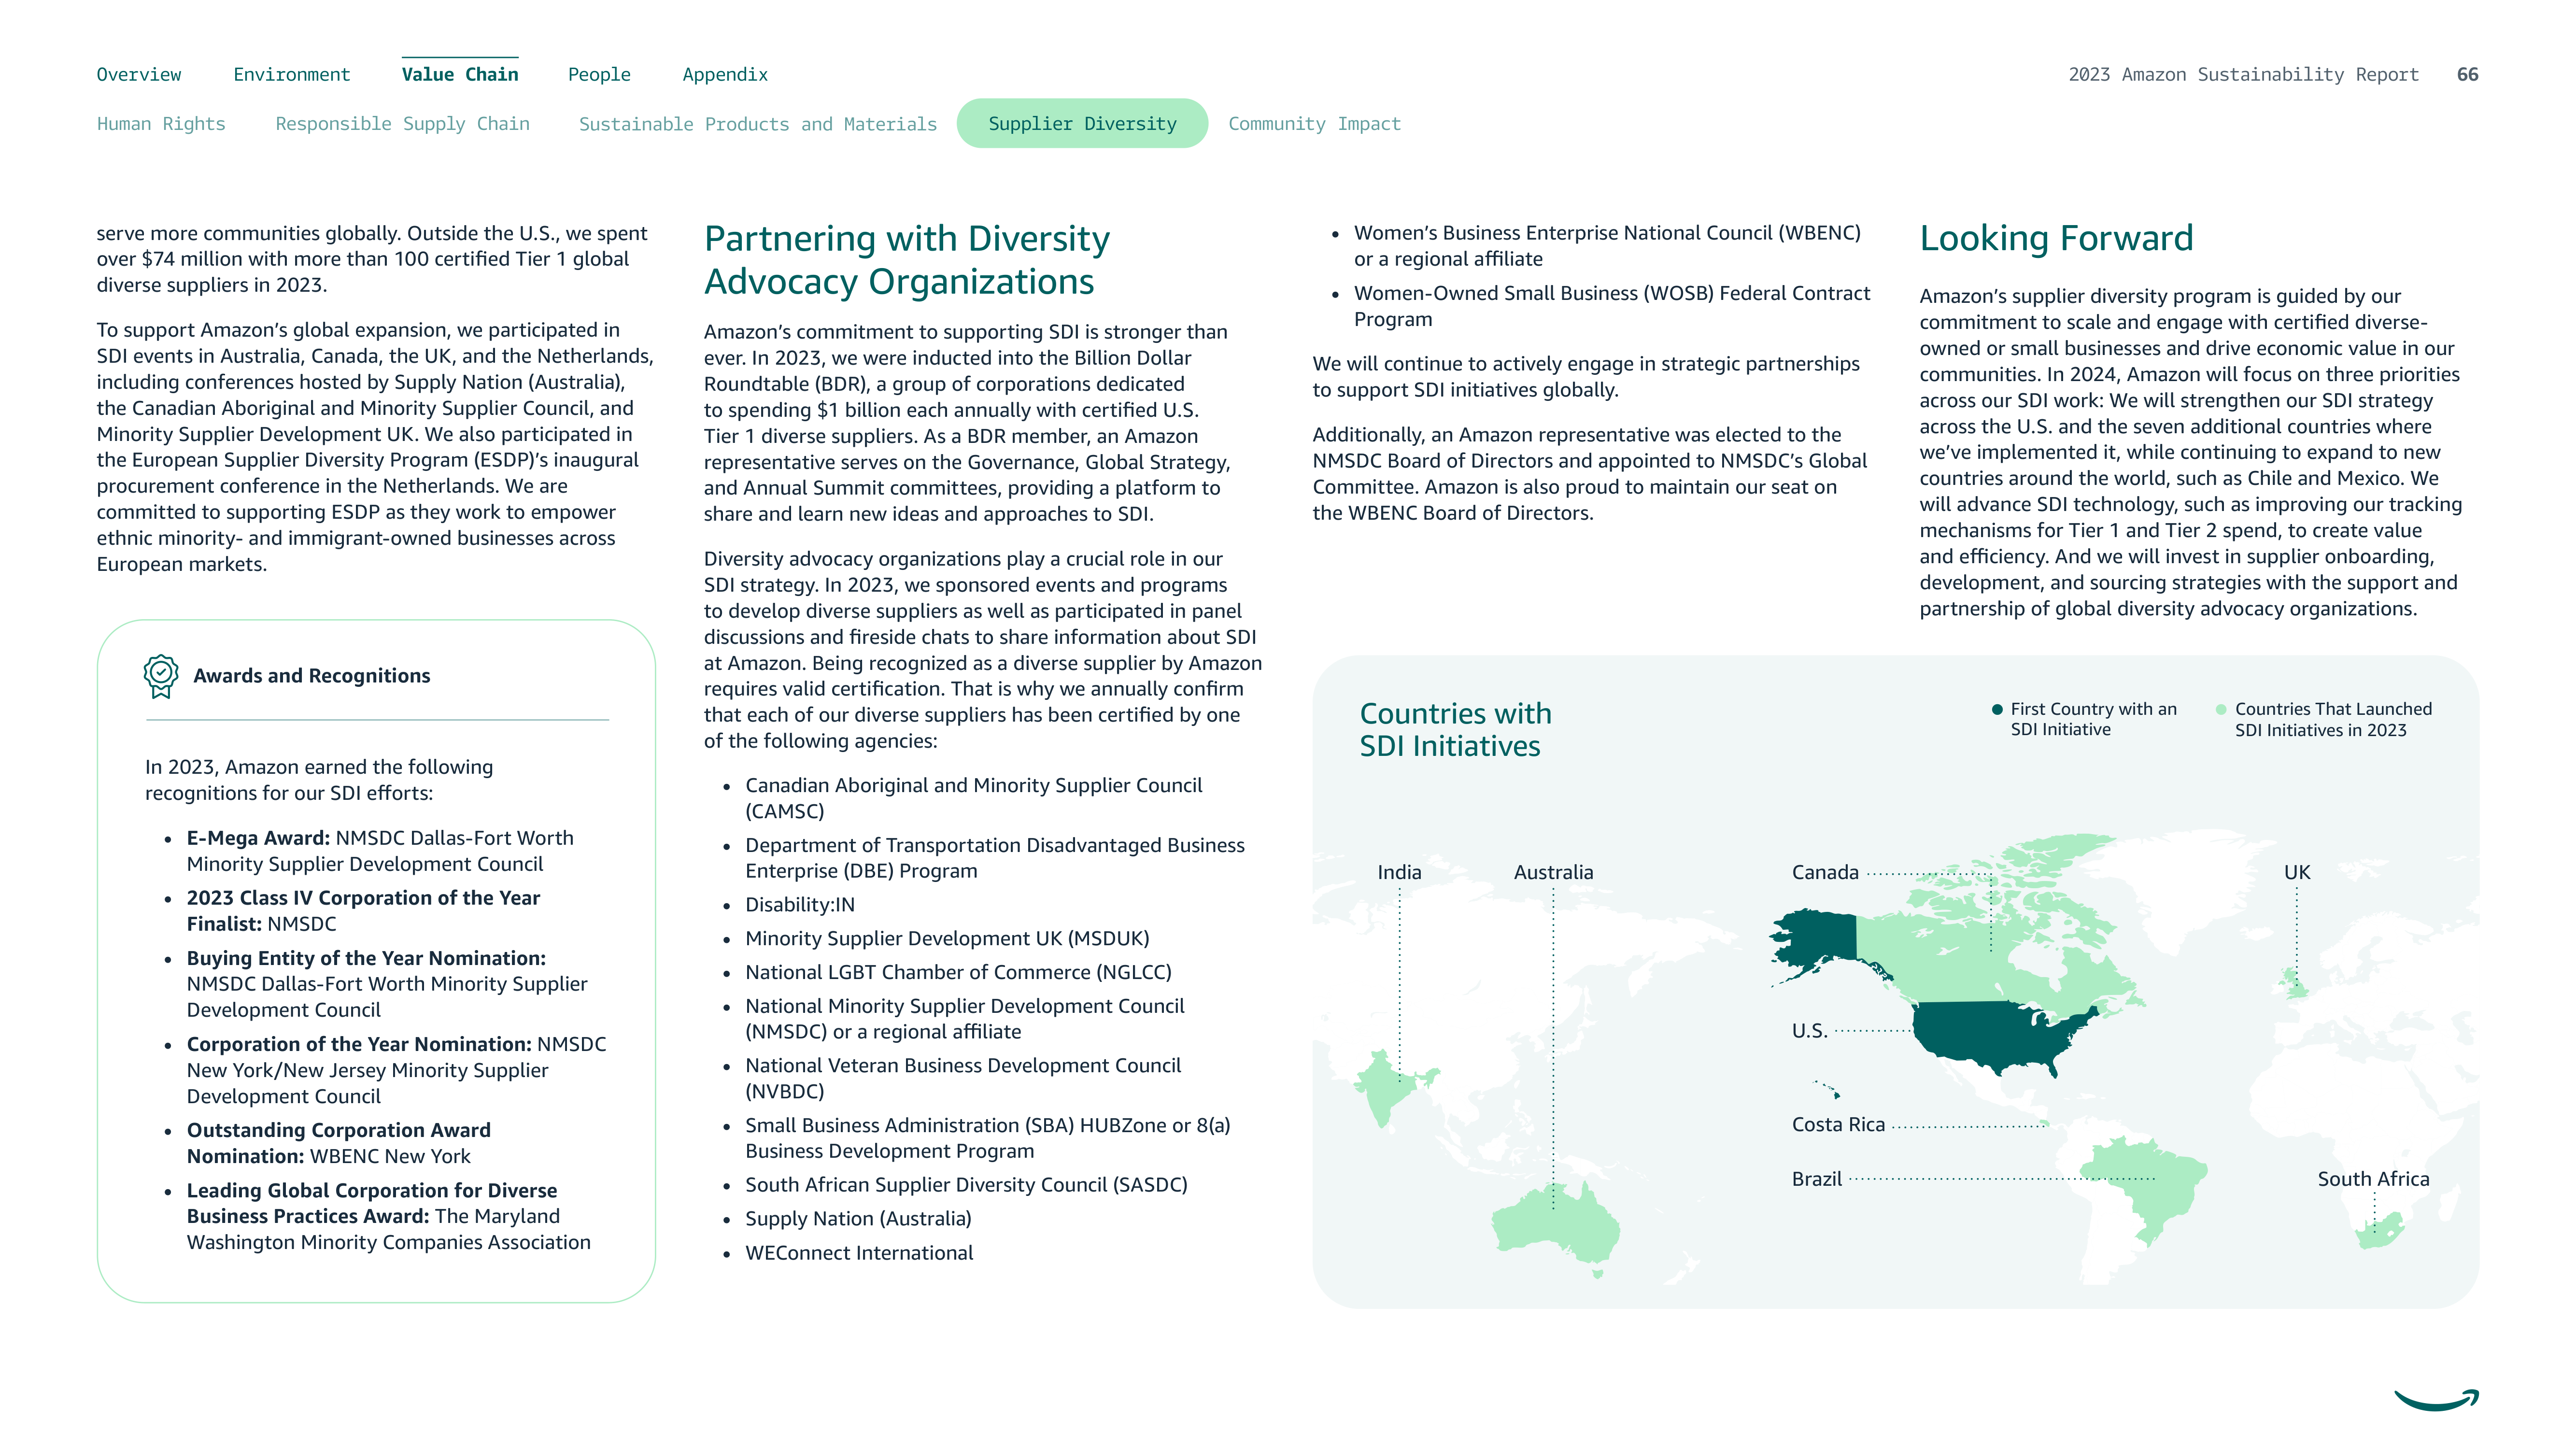 Overview Environment Value Chain People Appendix
2023 Amazon Sustainability Report 66
Human Rights Responsible Supply Chain Sustainable Products and Materials Supplier Diversity Community Impact
serve more communities globally. Outside the U.S., we spent
over $74 million with more than 100 certified Tier 1 global
diverse suppliers in 2023.
To support Amazon’s global expansion, we participated in
SDI events in Australia, Canada, the UK, and the Netherlands,
including conferences hosted by Supply Nation (Australia),
the Canadian Aboriginal and Minority Supplier Council, and
Minority Supplier Development UK. We also participated in
the European Supplier Diversity Program (ESDP)’s inaugural
procurement conference in the Netherlands. We are
committed to supporting ESDP as they work to empower
ethnic minority- and immigrant-owned businesses across
European markets.
Awards and Recognitions
In 2023, Amazon earned the following
recognitions for our SDI efforts:
• E-Mega Award: NMSDC Dallas-Fort Worth
Minority Supplier Development Council
• 2023 Class IV Corporation of the Year
Finalist: NMSDC
• Buying Entity of the Year Nomination:
NMSDC Dallas-Fort Worth Minority Supplier
Development Council
• Corporation of the Year Nomination: NMSDC
New York/New Jersey Minority Supplier
Development Council
• Outstanding Corporation Award
Nomination: WBENC New York
• Leading Global Corporation for Diverse
Business Practices Award: The Maryland
Washington Minority Companies Association
Partnering with Diversity
Advocacy Organizations
Amazon’s commitment to supporting SDI is stronger than
ever. In 2023, we were inducted into the Billion Dollar
Roundtable (BDR), a group of corporations dedicated
to spending $1 billion each annually with certified U.S.
Tier 1 diverse suppliers. As a BDR member, an Amazon
representative serves on the Governance, Global Strategy,
and Annual Summit committees, providing a platform to
share and learn new ideas and approaches to SDI.
Diversity advocacy organizations play a crucial role in our
SDI strategy. In 2023, we sponsored events and programs
to develop diverse suppliers as well as participated in panel
discussions and fireside chats to share information about SDI
at Amazon. Being recognized as a diverse supplier by Amazon
requires valid certification. That is why we annually confirm
that each of our diverse suppliers has been certified by one
of the following agencies:
• Canadian Aboriginal and Minority Supplier Council
(CAMSC)
• Department of Transportation Disadvantaged Business
Enterprise (DBE) Program
• Disability:IN
• Minority Supplier Development UK (MSDUK)
• National LGBT Chamber of Commerce (NGLCC)
• National Minority Supplier Development Council
(NMSDC) or a regional affiliate
• National Veteran Business Development Council
(NVBDC)
• Small Business Administration (SBA) HUBZone or 8(a)
Business Development Program
• South African Supplier Diversity Council (SASDC)
• Supply Nation (Australia)
• WEConnect International
• Women’s Business Enterprise National Council (WBENC)
or a regional affiliate
• Women-Owned Small Business (WOSB) Federal Contract
Program
We will continue to actively engage in strategic partnerships
to support SDI initiatives globally.
Additionally, an Amazon representative was elected to the
NMSDC Board of Directors and appointed to NMSDC’s Global
Committee. Amazon is also proud to maintain our seat on
the WBENC Board of Directors.
Looking Forward
Amazon’s supplier diversity program is guided by our
commitment to scale and engage with certified diverse-
owned or small businesses and drive economic value in our
communities. In 2024, Amazon will focus on three priorities
across our SDI work: We will strengthen our SDI strategy
across the U.S. and the seven additional countries where
we’ve implemented it, while continuing to expand to new
countries around the world, such as Chile and Mexico. We
will advance SDI technology, such as improving our tracking
mechanisms for Tier 1 and Tier 2 spend, to create value
and efficiency. And we will invest in supplier onboarding,
development, and sourcing strategies with the support and
partnership of global diversity advocacy organizations.
Countries with
SDI Initiatives
First Country with an
SDI Initiative
Countries That Launched
SDI Initiatives in 2023
India
Australia
Canada
UK
U.S.
Costa Rica
Brazil
South Africa